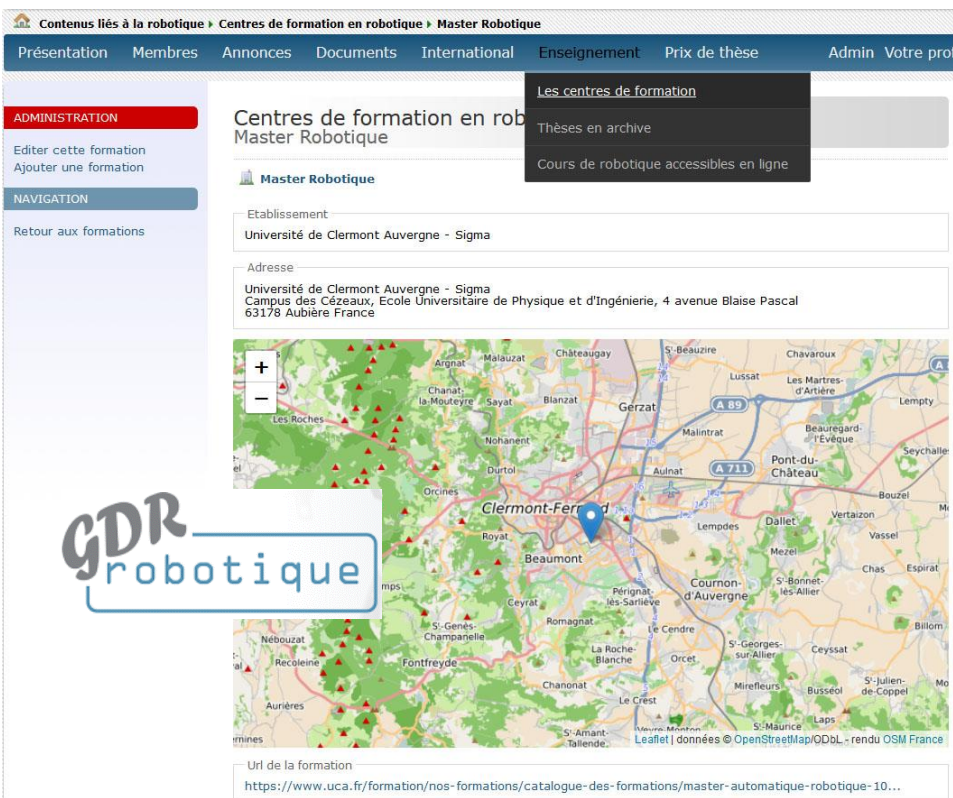 Contenus liés à la robotique Centres de formation en robotique Master Robotique
Présentation Membres Annonces Documents International Enseignement Prix de thèse Admin Votre prof
Les centres de formation
Thèses en archive
Cours de robotique accessibles en ligne
ADMINISTRATION
Editer cette formation
Ajouter une formation
NAVIGATION
Retour aux formations
Centres de formation en rob
Master Robotique
Master Robotique
Etablissement
Université de Clermont Auvergne - Sigma
Adresse
Université de Clermont Auvergne - Sigma
Campus des Cézeaux, Ecole Universitaire de Physique et d'Ingénierie, 4 avenue Blaise Pascal
63178 Aubière France
+
−
Argnat
Malauzat
Châteaugay
St-Beauzire
Chavaroux
Lussat
Les Martres-
d'Artière
Lempty
Chanat-
la-Mouteyre
Sayat
Blanzat
Gerzat
A 89
Les Roches
Malintrat
Beauregard-
l'Évêque
Nohanent
Seychalles
Durtol
Aulnat
A 711
Pont-du-
Château
Orcines
Bouzel
Clermont-Ferrand
Lempdes
Dallet
Vertaizon
Vassel
Royat
Beaumont
Mezel
Chas
Espirat
Cournon-
d'Auvergne
St-Bonnet-
lès-Allier
Pérignat-
lès-Sarliève
Ceyrat
Romagnat
Le Cendre
Billom
St-Genès-
Champanelle
Nébouzat
La Roche-
Blanche
Orcet
St-Georges-
sur-Allier
Ceyssat
Recoleine
Fontfreyde
Chanonat
Mirefleurs
Busséol
St-Julien-
de-Coppel
Aurières
Le Crest
St-Maurice
Laps
St-Amant-
Tallende
Veyre-Monton
Leaflet | données © OpenStreetMap/ODbL - rendu OSM France
GDR
robotique
Url de la formation
https://www.uca.fr/formation/nos-formations/catalogue-des-formations/master-automatique-robotique-10...